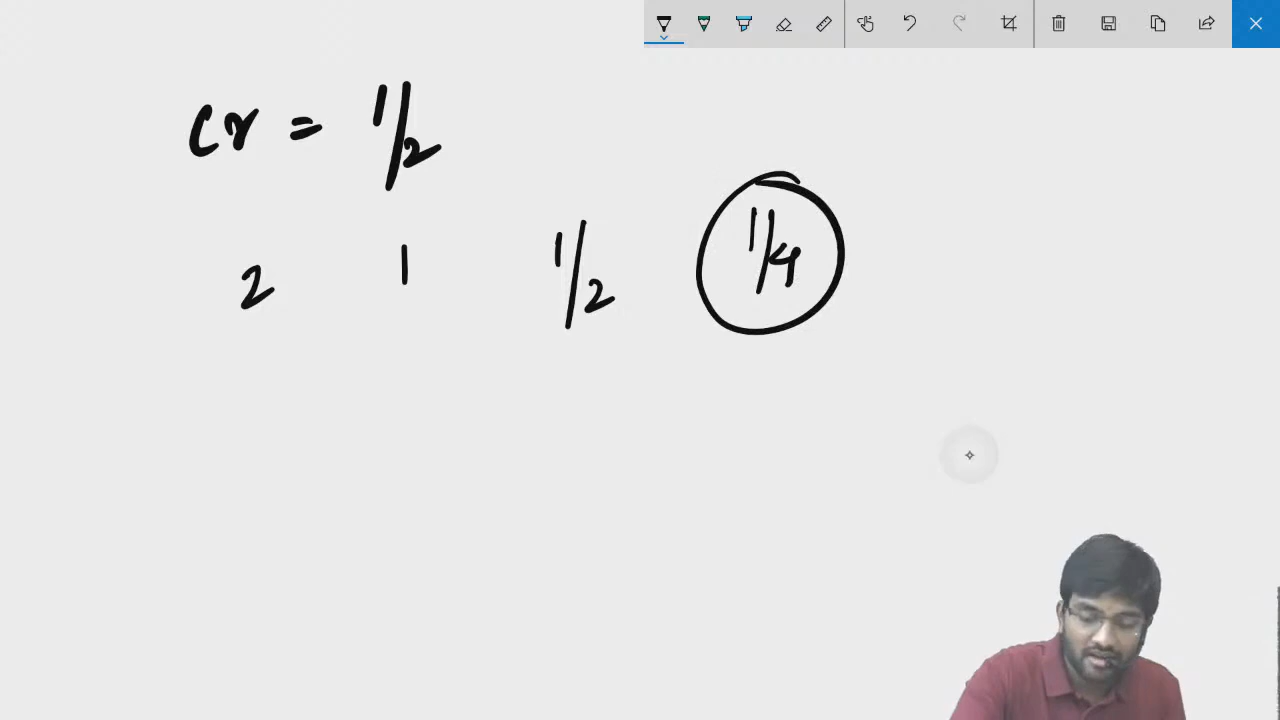 cr = 1/2
2 1 1/2 1/4